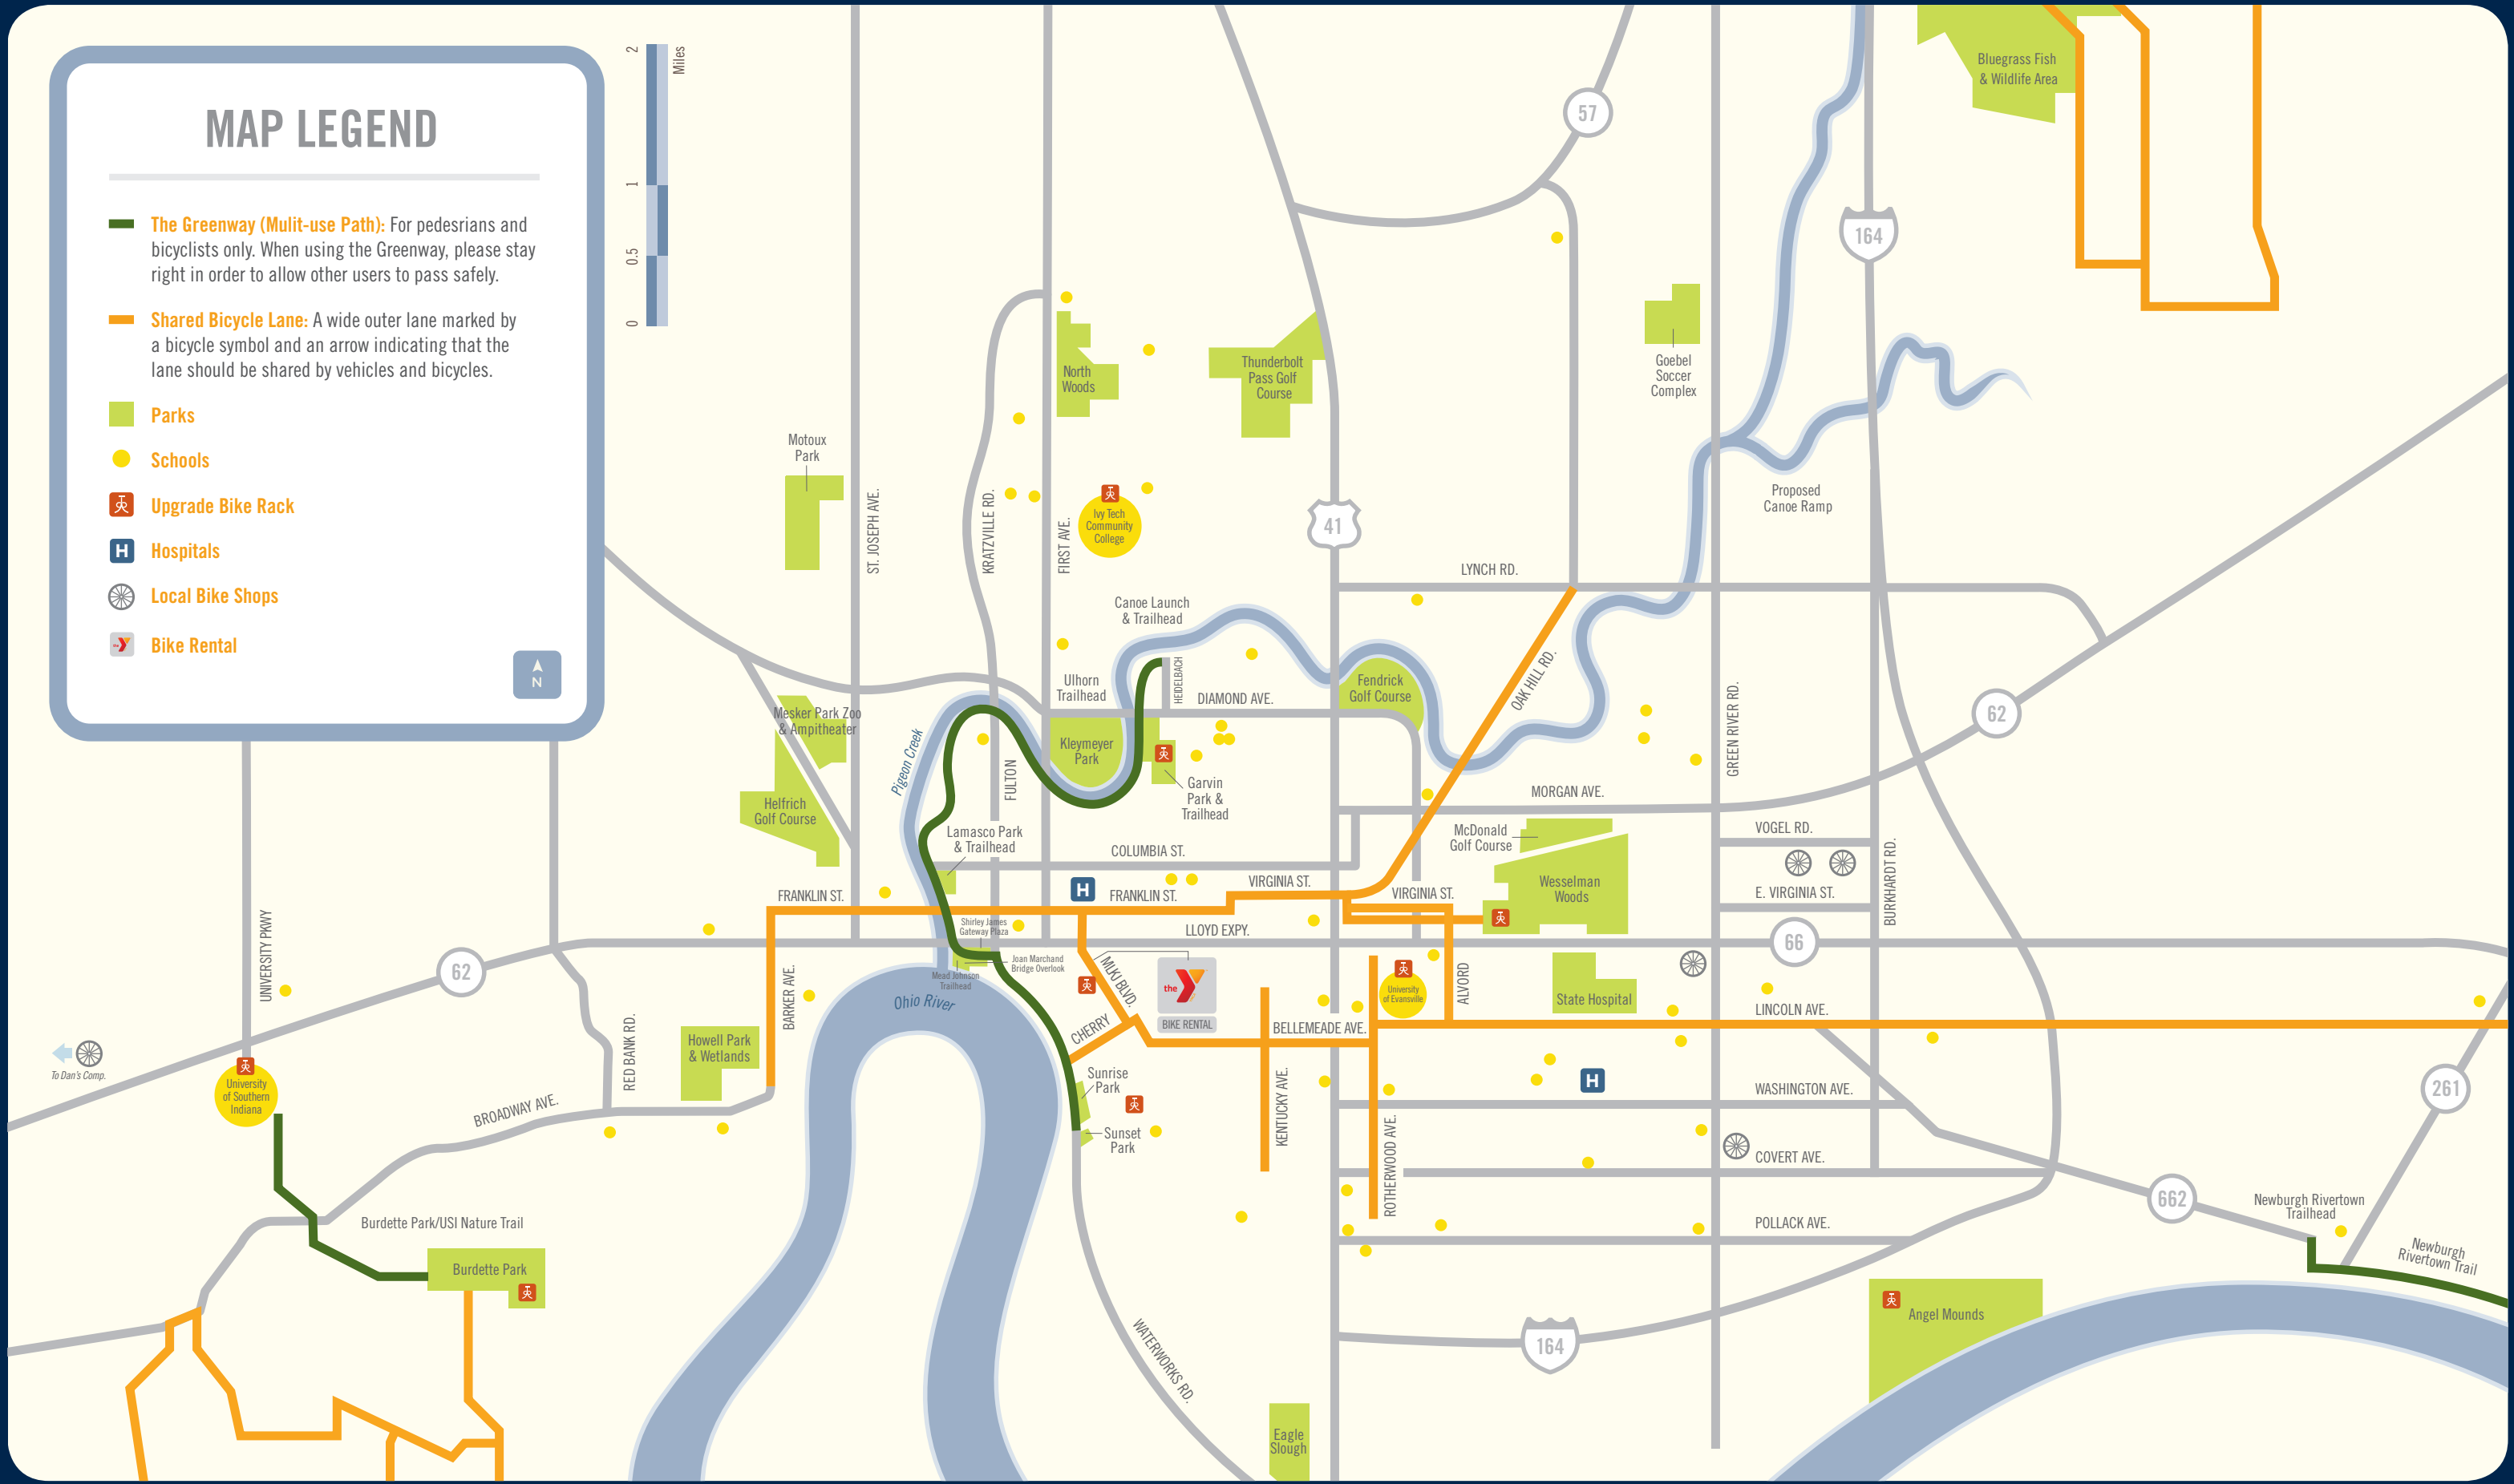 MAP LEGEND
The Greenway (Mulit-use Path): For pedesrians and
bicyclists only. When using the Greenway, please stay
right in order to allow other users to pass safely.
Shared Bicycle Lane: A wide outer lane marked by
a bicycle symbol and an arrow indicating that the
lane should be shared by vehicles and bicycles.
Parks
Schools
Upgrade Bike Rack
H
Hospitals
Local Bike Shops
the
Bike Rental
N
2
1
0.5
0
Miles
57
164
Bluegrass Fish
& Wildlife Area
Goebel
Soccer
Complex
Thunderbolt
Pass Golf
Course
North
Woods
Motoux
Park
ST. JOSEPH AVE.
KRATZVILLE RD.
FIRST AVE.
Ivy Tech
Community
College
41
Proposed
Canoe Ramp
LYNCH RD.
Canoe Launch
& Trailhead
HEIDELBACH
Ulhorn
Trailhead
DIAMOND AVE.
Fendrick
Golf Course
OAK HILL RD.
GREEN RIVER RD.
62
Mesker Park Zoo
& Ampitheater
Pigeon Creek
Kleymeyer
Park
FULTON
Garvin
Park &
Trailhead
Helfrich
Golf Course
Lamasco Park
& Trailhead
MORGAN AVE.
McDonald
Golf Course
VOGEL RD.
COLUMBIA ST.
BURKHARDT RD.
FRANKLIN ST.
H
FRANKLIN ST.
VIRGINIA ST.
VIRGINIA ST.
Wesselman
Woods
E. VIRGINIA ST.
Shirley James
Gateway Plaza
LLOYD EXPY.
66
UNIVERSITY PKWY
62
Joan Marchand
Bridge Overlook
Mead Johnson
Trailhead
MLKJ BLVD.
the
BIKE RENTAL
University
of Evansville
ALVORD
State Hospital
BARKER AVE.
Ohio River
CHERRY
BELLEMEADE AVE.
LINCOLN AVE.
RED BANK RD.
Howell Park
& Wetlands
To Dan's Comp.
University
of Southern
Indiana
BROADWAY AVE.
Sunrise
Park
Sunset
Park
KENTUCKY AVE.
ROTHERWOOD AVE.
H
WASHINGTON AVE.
261
COVERT AVE.
662
Newburgh Rivertown
Trailhead
POLLACK AVE.
Newburgh
Rivertown Trail
Burdette Park/USI Nature Trail
Burdette Park
WATERWORKS RD.
164
Angel Mounds
Eagle
Slough